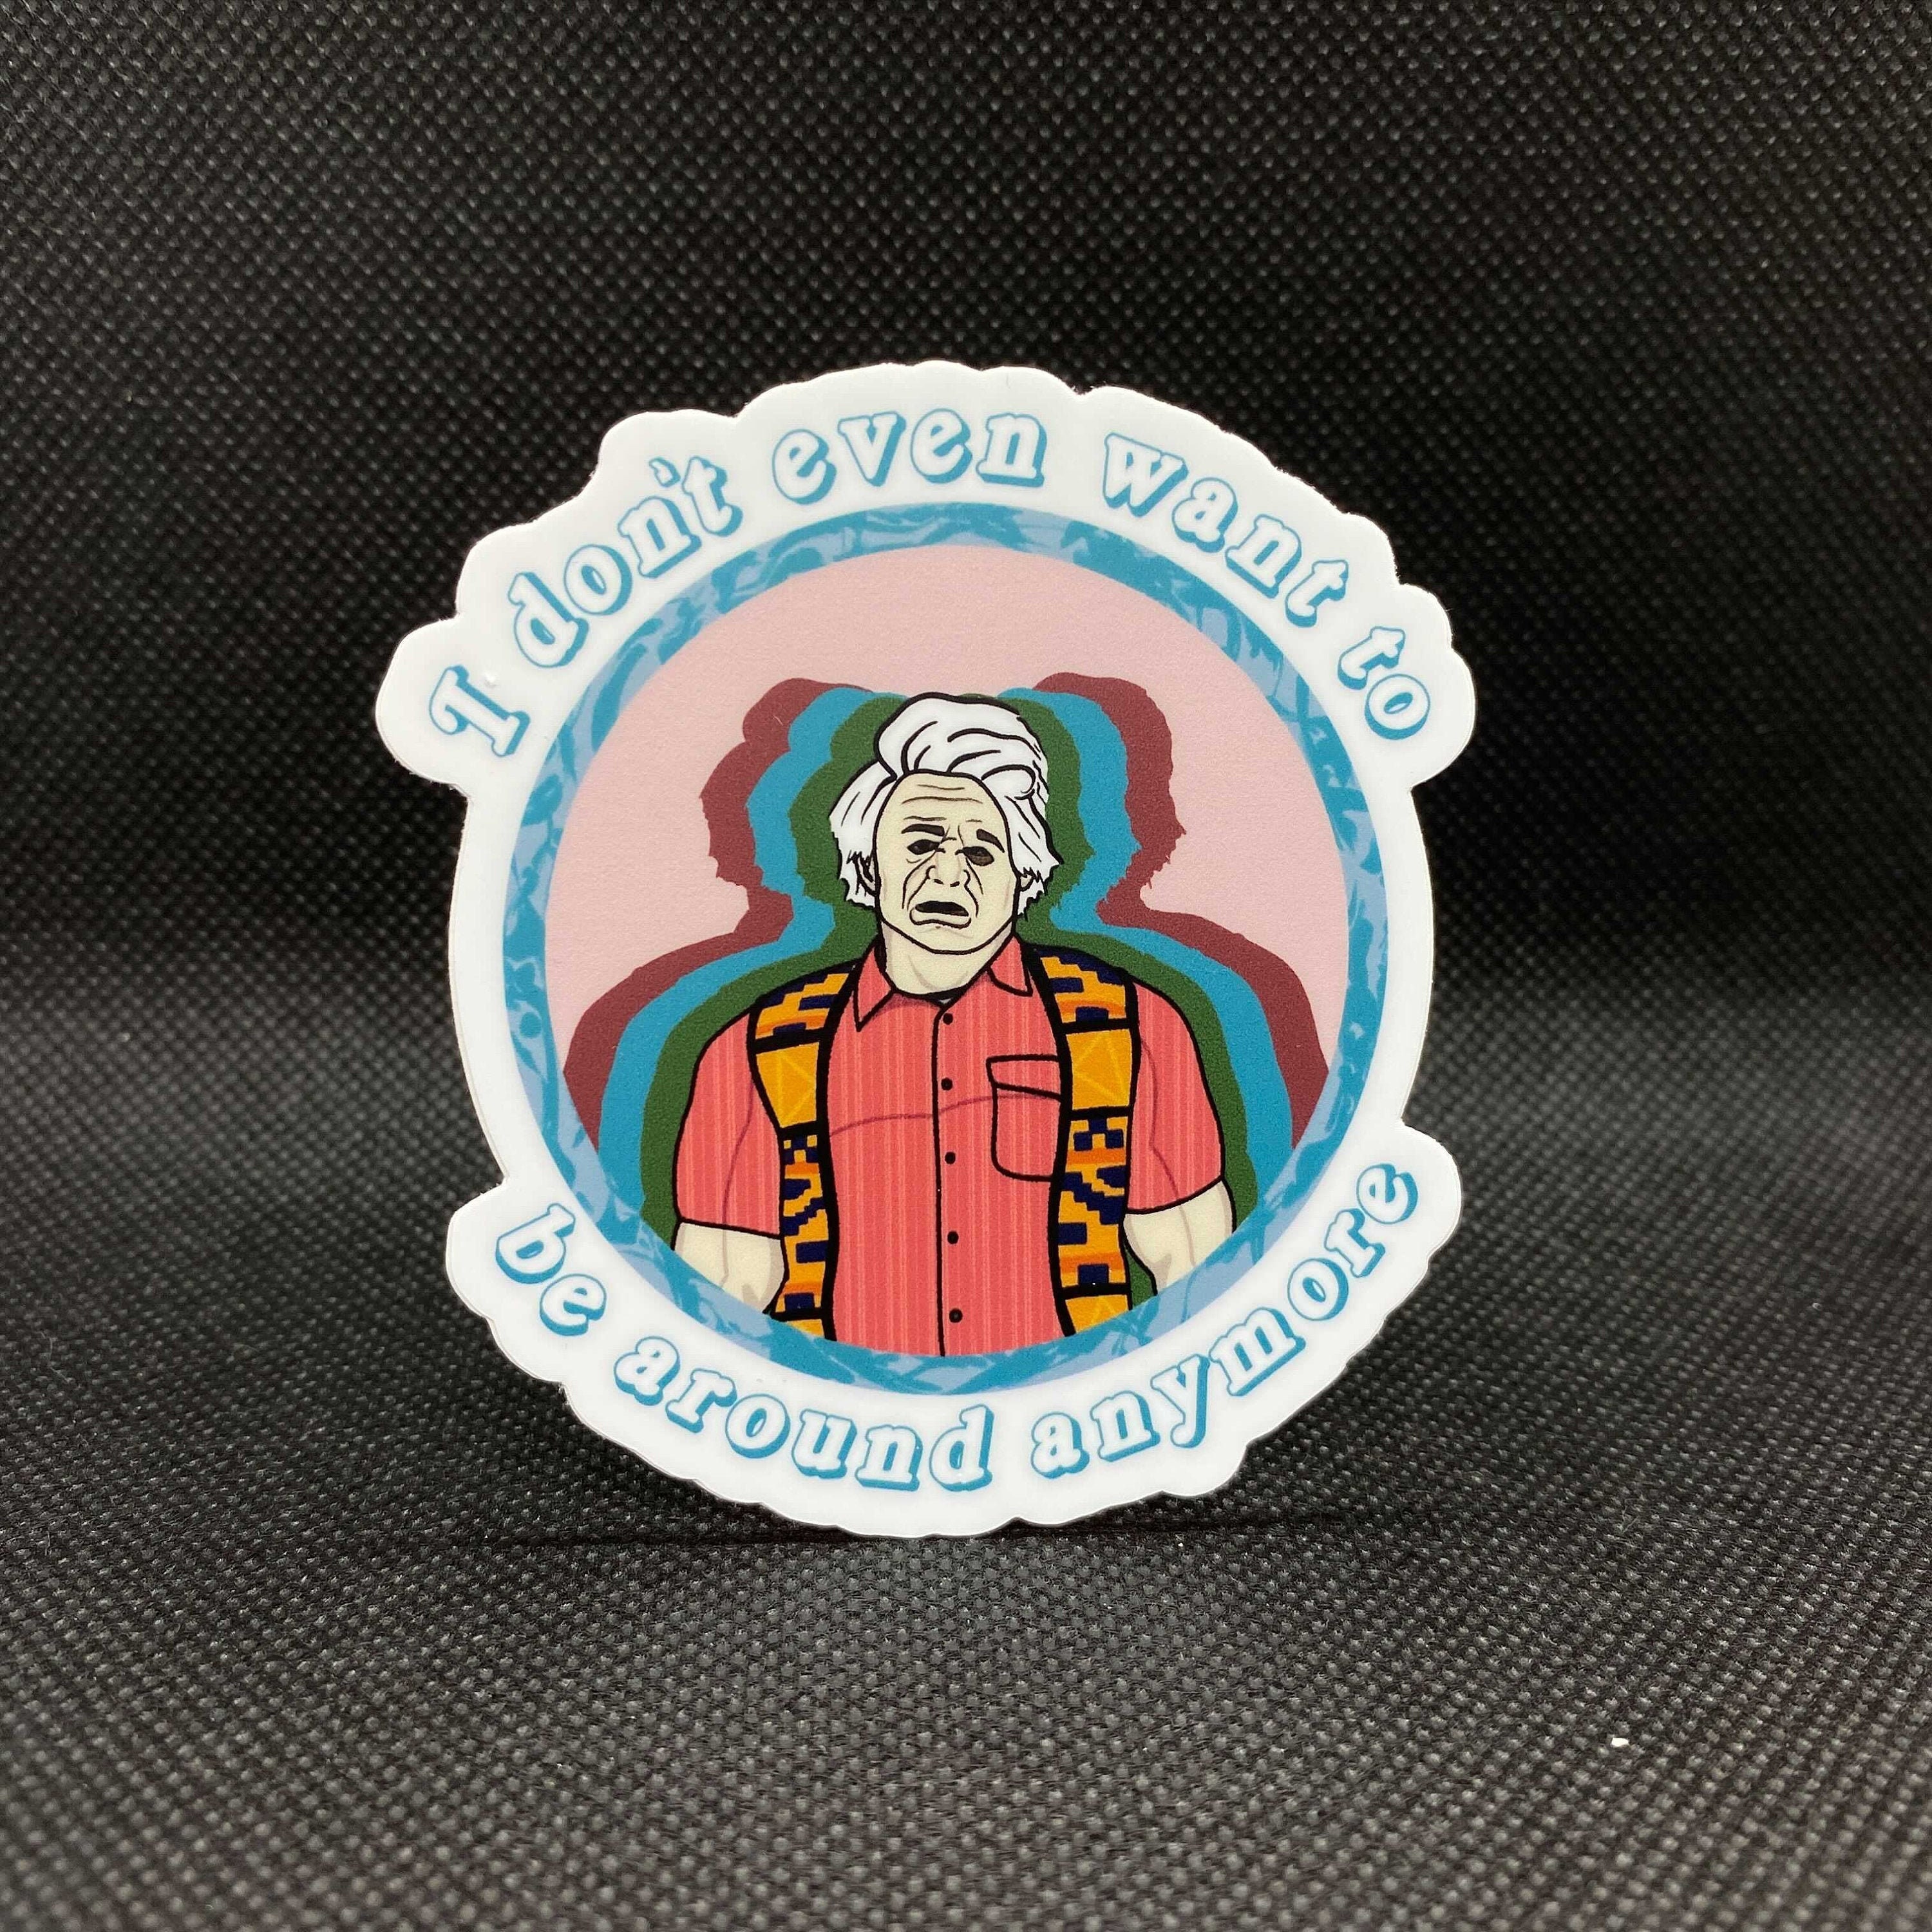 I don't even want to
be around anymore